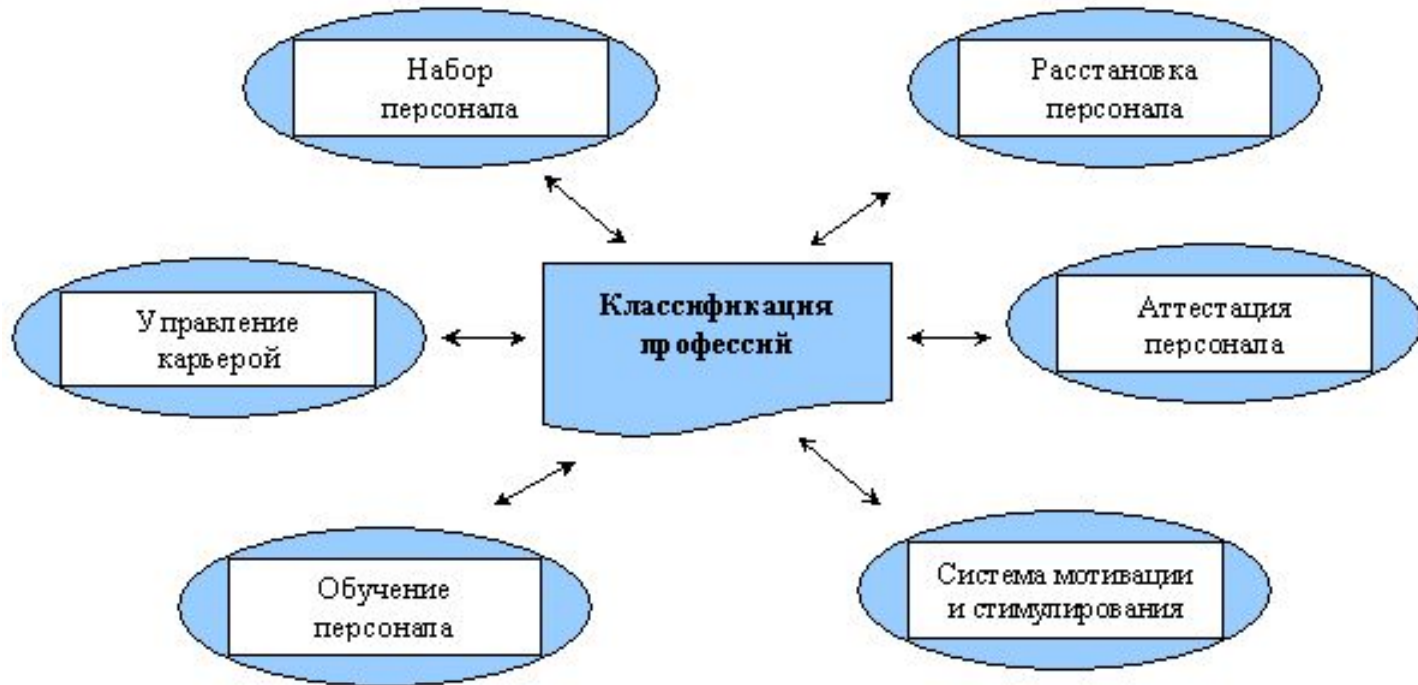 Набор
персонала
Расстановка
персонала
Классификация
профессий
Управление
карьерой
Аттестация
персонала
Обучение
персонала
Система мотивации
и стимулирования